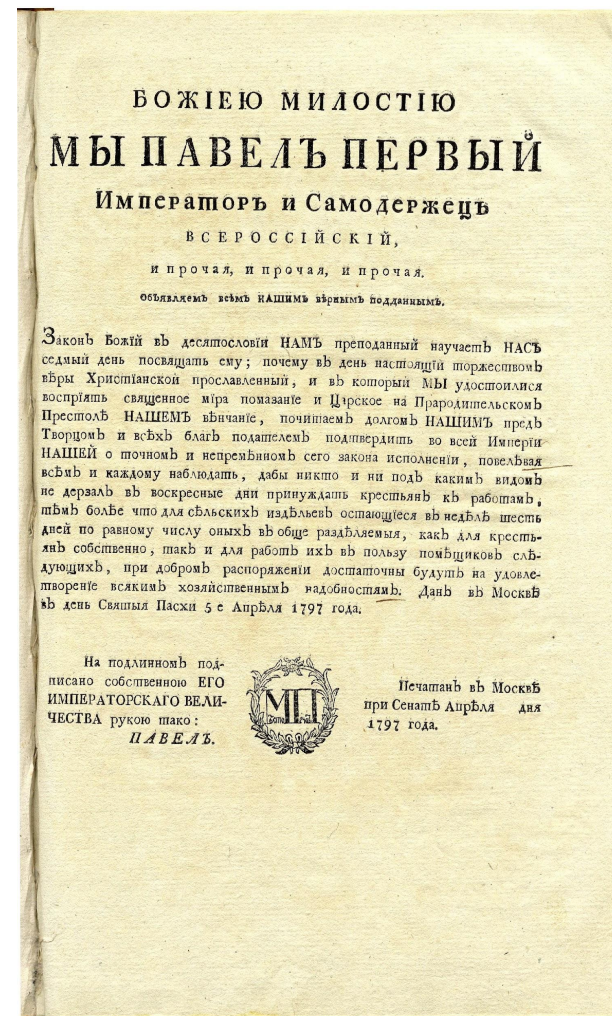 БОЖІЕЮ МИЛОСТІЮ
МЫ ПАВЕЛЪ ПЕРВЫЙ
Императоръ и Самодержецъ
ВСЕРОССІЙСКІЙ,
и прочая, и прочая, и прочая.
Объявляемъ всѣмъ НАШИМЪ вѣрнымъ подданнымъ.
Законъ Божій въ десятословіи НАМЪ преподанный научаетъ НАСЪ
седмый день посвящать ему; почему въ день настоящій торжествомъ
вѣры Христіанской прославленный, и въ который МЫ удостоилися
воспріять священное мѵра помазаніе и Царское на Прародительскомъ
Престолѣ НАШЕМЪ вѣнчаніе, почитаемъ долгомъ НАШИМЪ предъ
Творцомъ и всѣхъ благъ подателемъ подтвердить во всей Имперіи
НАШЕЙ о точномъ и непремѣнномъ сего закона исполненіи, повелѣвая
всѣмъ и каждому наблюдать, дабы никто и ни подъ какимъ видомъ
не дерзалъ въ воскресные дни принуждать крестьянъ къ работамъ,
тѣмъ болѣе что для сѣльскихъ издѣльевъ остающіеся въ недѣлѣ шесть
дней по равному числу оныхъ въ обще раздѣляемыя, какъ для кресть-
янъ собственно, такъ и для работъ ихъ въ пользу помѣщиковъ слѣ-
дующихъ, при добромъ распоряженіи достаточны будутъ на удовле-
твореніе всякимъ хозяйственнымъ надобностямъ. Данъ въ Москвѣ
въ день Святыя Пасхи 5 е Апрѣля 1797 года.
На подлинномъ под-
писано собственною ЕГО
ИМПЕРАТОРСКАГО ВЕЛИ-
ЧЕСТВА рукою тако:
ПАВЕЛЪ.
МП
Печатанъ въ Москвѣ
при Сенатѣ Апрѣля дня
1797 года.